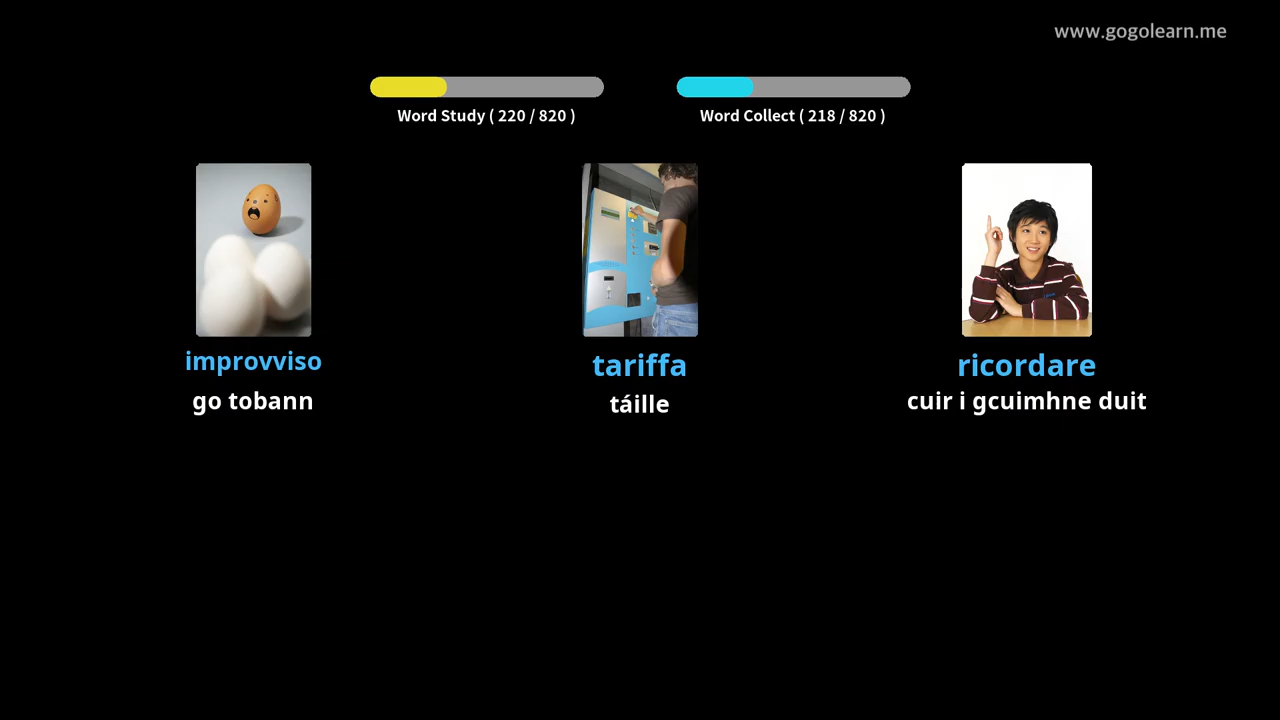 www.gogolearn.me
Word Study ( 220 / 820 )
Word Collect ( 218 / 820 )
improvviso
tariffa
ricordare
go tobann
táille
cuir i gcuimhne duit